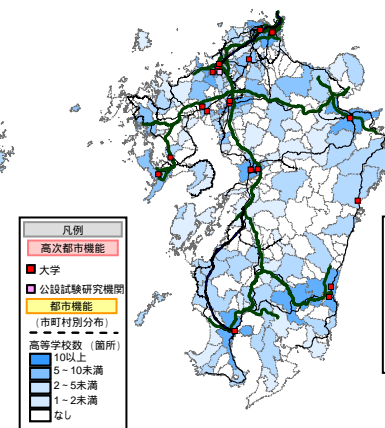 凡例
高次都市機能
大学
公設試験研究機関
都市機能
(市町村別分布)
高等学校数 (箇所)
10以上
5~10未満
2~5未満
1~2未満
なし